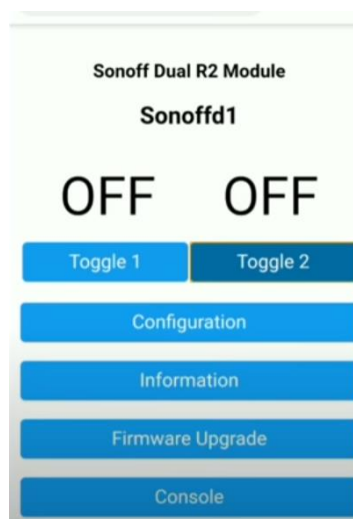 Sonoff Dual R2 Module
Sonoffd1
OFF OFF
Toggle 1 Toggle 2
Configuration
Information
Firmware Upgrade
Console